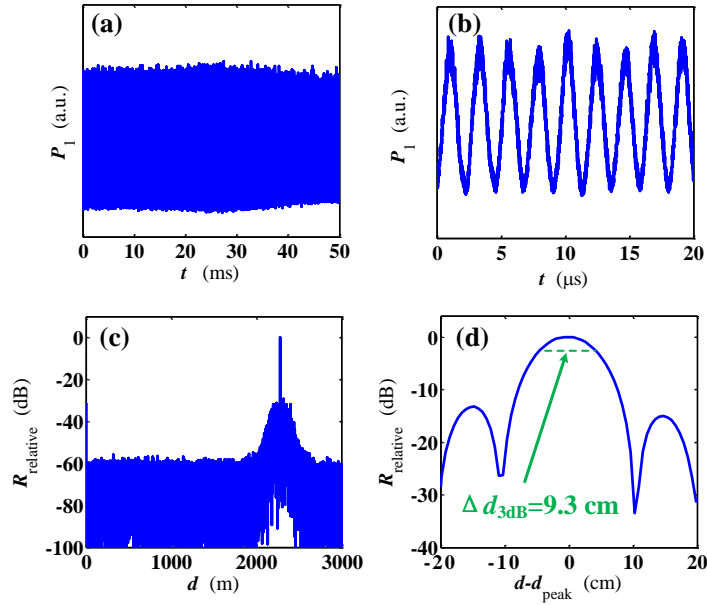 (a)
P1 (a.u.)
0 10 20 30 40 50
t (ms)
(b)
P1 (a.u.)
0 5 10 15 20
t (μs)
(c)
Rrelative (dB)
0
-20
-40
-60
-80
-100
0 1000 2000 3000
d (m)
(d)
Rrelative (dB)
0
-10
-20
-30
-40
Δ d3dB=9.3 cm
-20 -10 0 10 20
d-dpeak (cm)